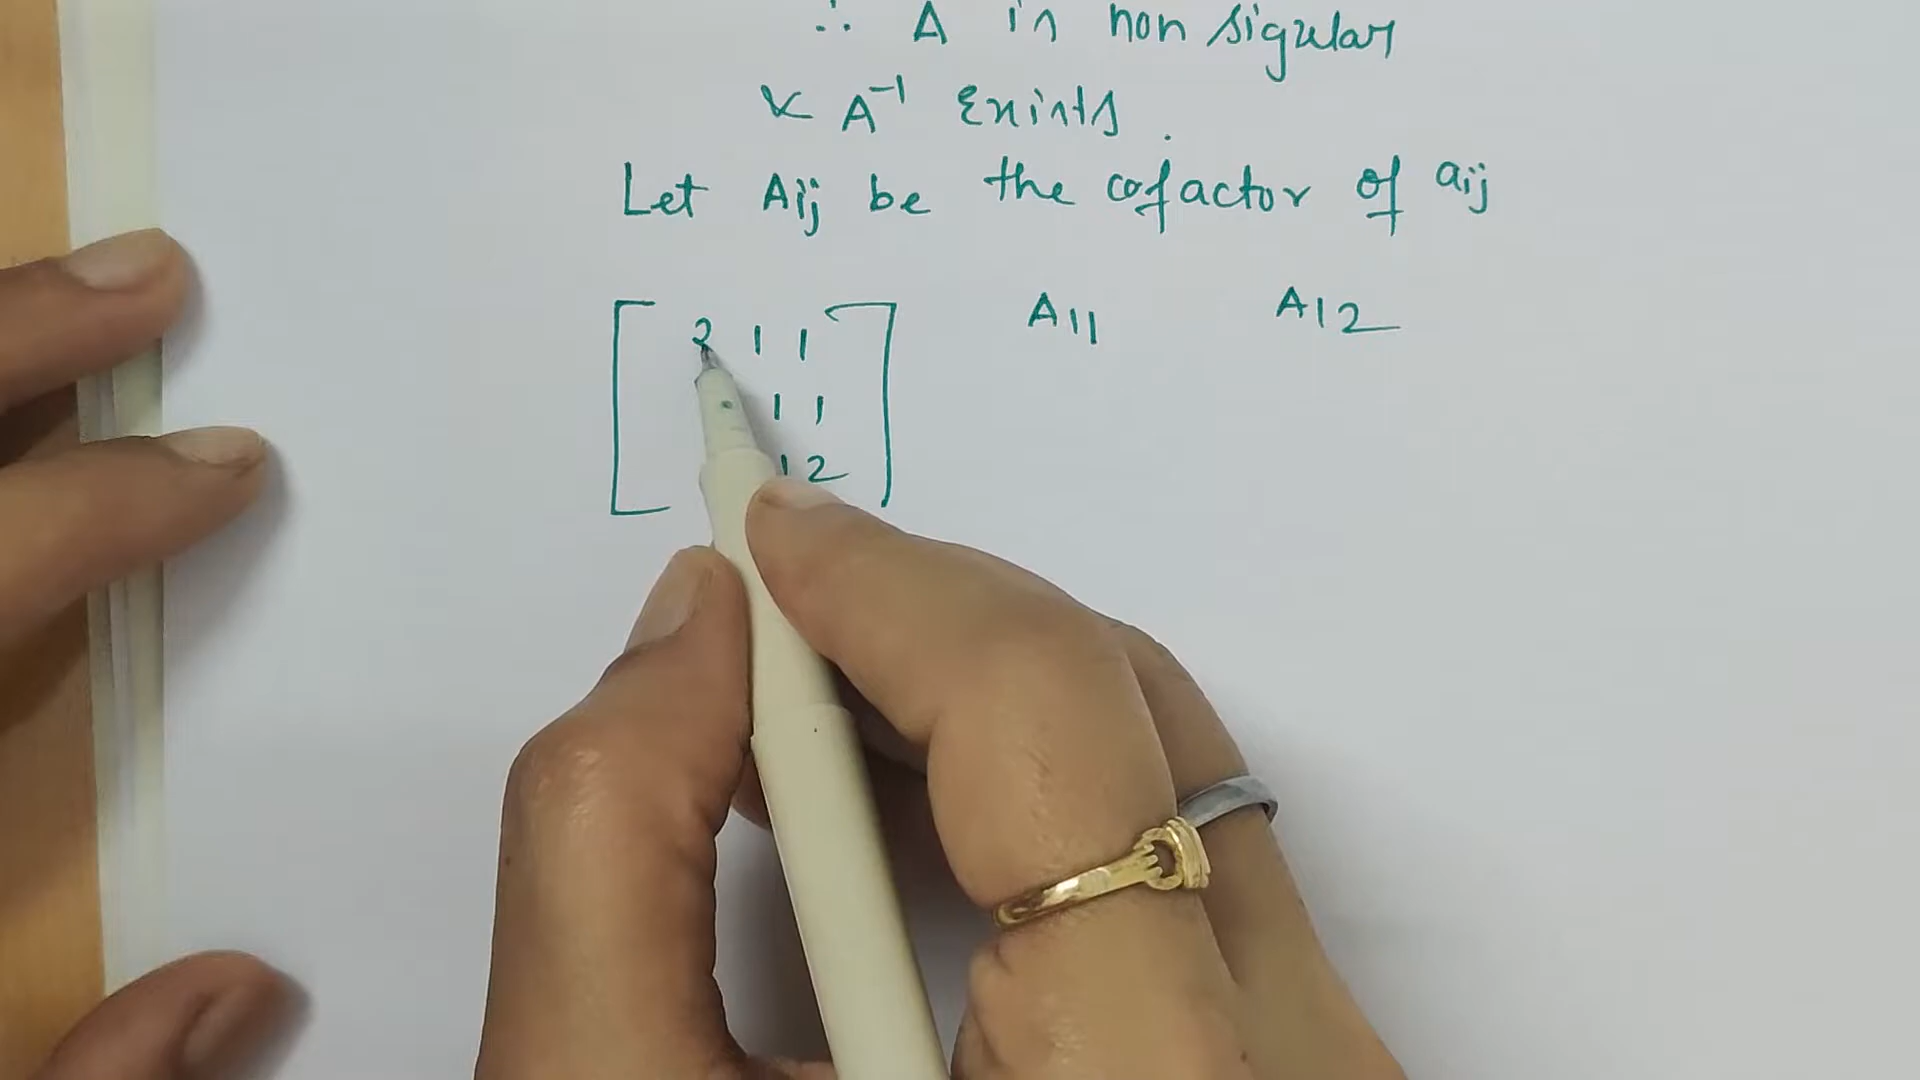 ∴ A is non sigular
& A⁻¹ Exists.
Let Aij be the cofactor of aij
2 1 1 A11 A12
1 1
1 2